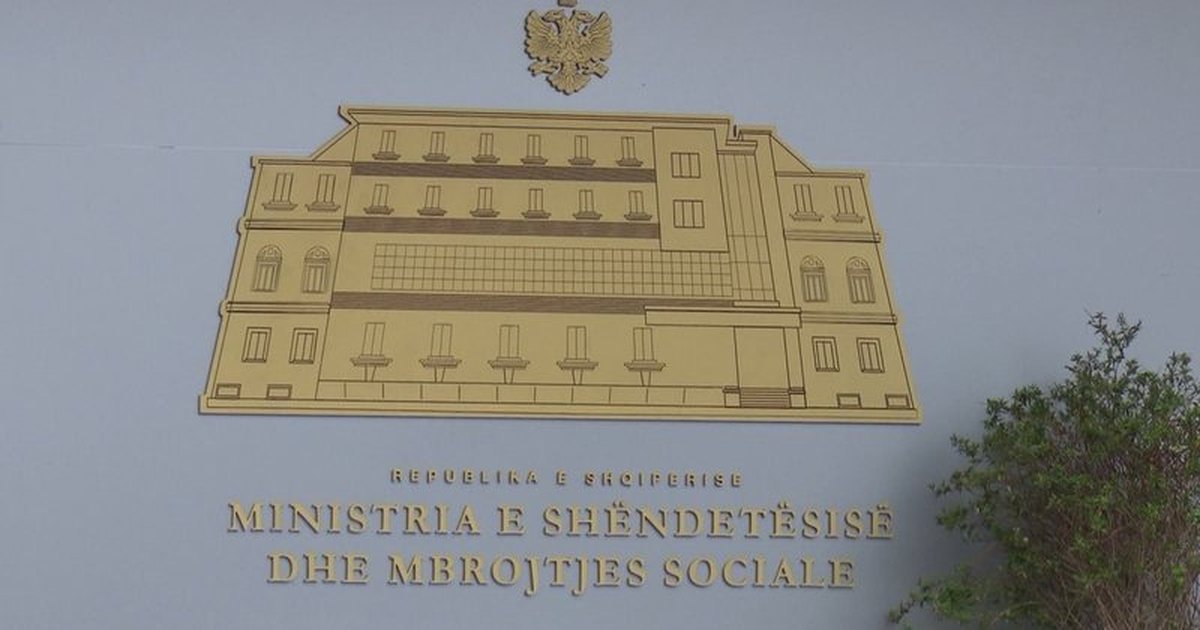 REPUBLIKA E SHQIPERISE
MINISTRIA E SHËNDETËSISË
DHE MBROJTJES SOCIALE